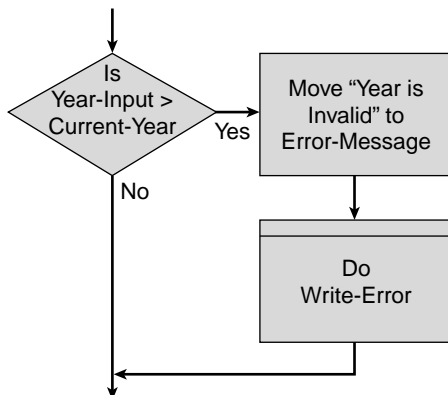 Is
Year-Input >
Current-Year
Yes
No
Move “Year is
Invalid” to
Error-Message
Do
Write-Error